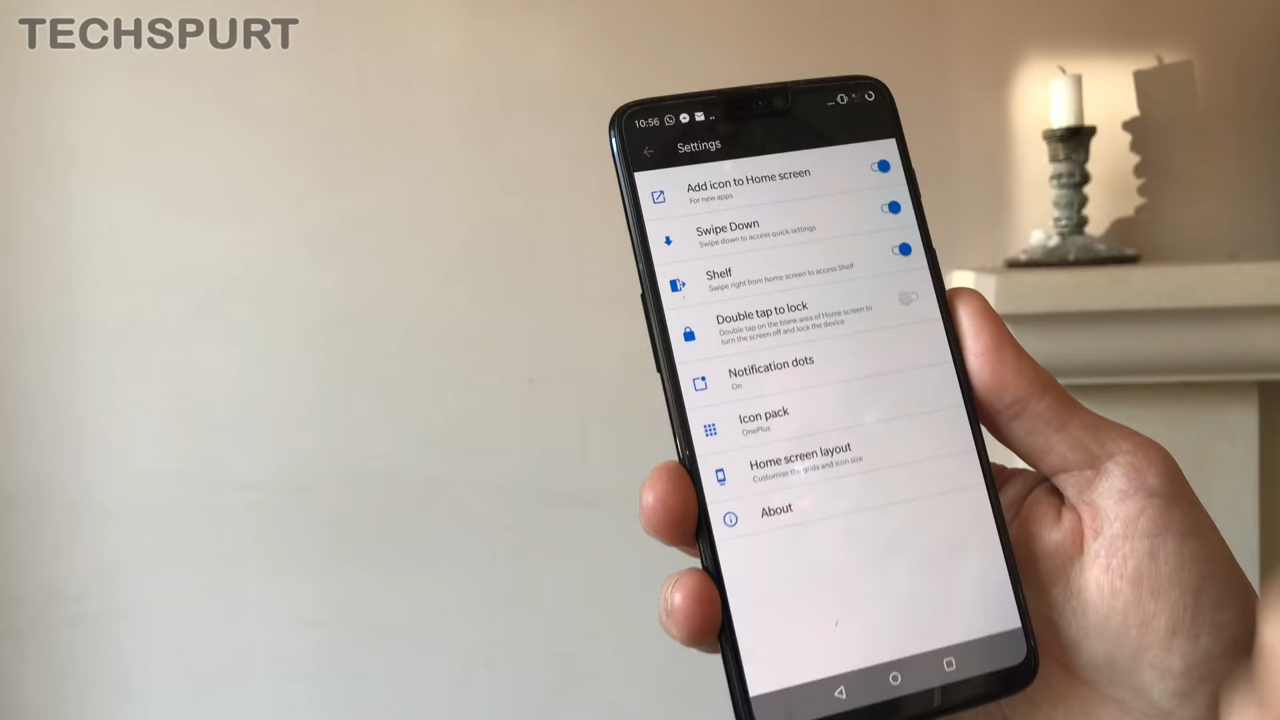 TECHSPURT
10:56
Settings
Add icon to Home screen
For new apps
Swipe Down
Swipe down to access quick settings
Shelf
Swipe right from home screen to access Shelf
Double tap to lock
Double tap on the blank area of Home screen to
turn the screen off and lock the device
Notification dots
On
Icon pack
OnePlus
Home screen layout
Customise the grids and icon size
About